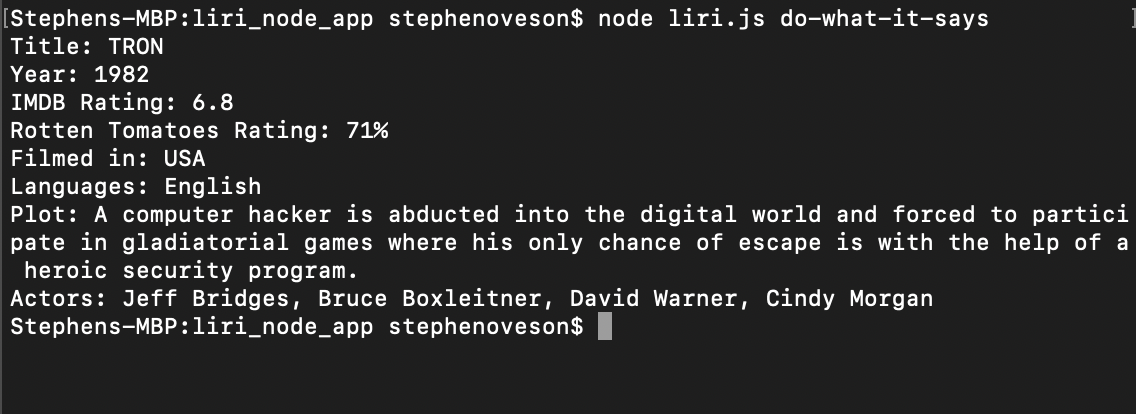 [Stephens-MBP:liri_node_app stephenoveson$ node liri.js do-what-it-says ]
Title: TRON
Year: 1982
IMDB Rating: 6.8
Rotten Tomatoes Rating: 71%
Filmed in: USA
Languages: English
Plot: A computer hacker is abducted into the digital world and forced to partici
pate in gladiatorial games where his only chance of escape is with the help of a
 heroic security program.
Actors: Jeff Bridges, Bruce Boxleitner, David Warner, Cindy Morgan
Stephens-MBP:liri_node_app stephenoveson$